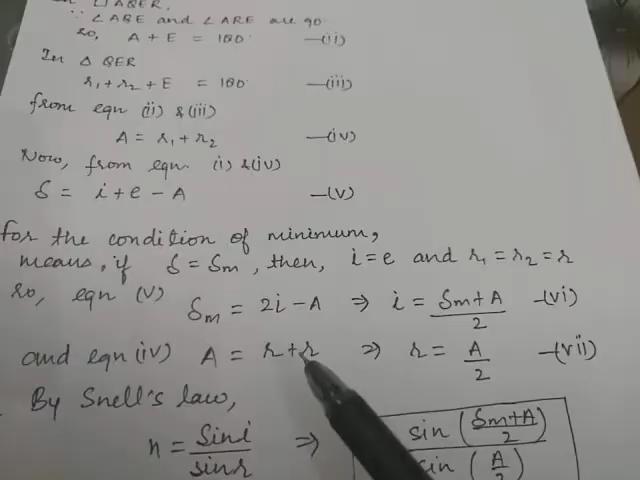 In □AQER,
∵ ∠AQE and ∠ARE are 90
so, A + E = 180 —(ii)
In △ QER
r₁ + r₂ + E = 180 —(iii)
from eqn (ii) & (iii)
A = r₁ + r₂ —(iv)
Now, from eqn (i) & (iv)
δ = i + e − A —(v)
for the condition of minimum,
means, if δ = δm, then, i = e and r₁ = r₂ = r
so, eqn (v) δm = 2i − A ⇒ i = (δm + A)/2 —(vi)
and eqn (iv) A = r + r ⇒ r = A/2 —(vii)
By Snell's law,
n = sin i / sin r ⇒ sin((δm + A)/2) / sin(A/2)